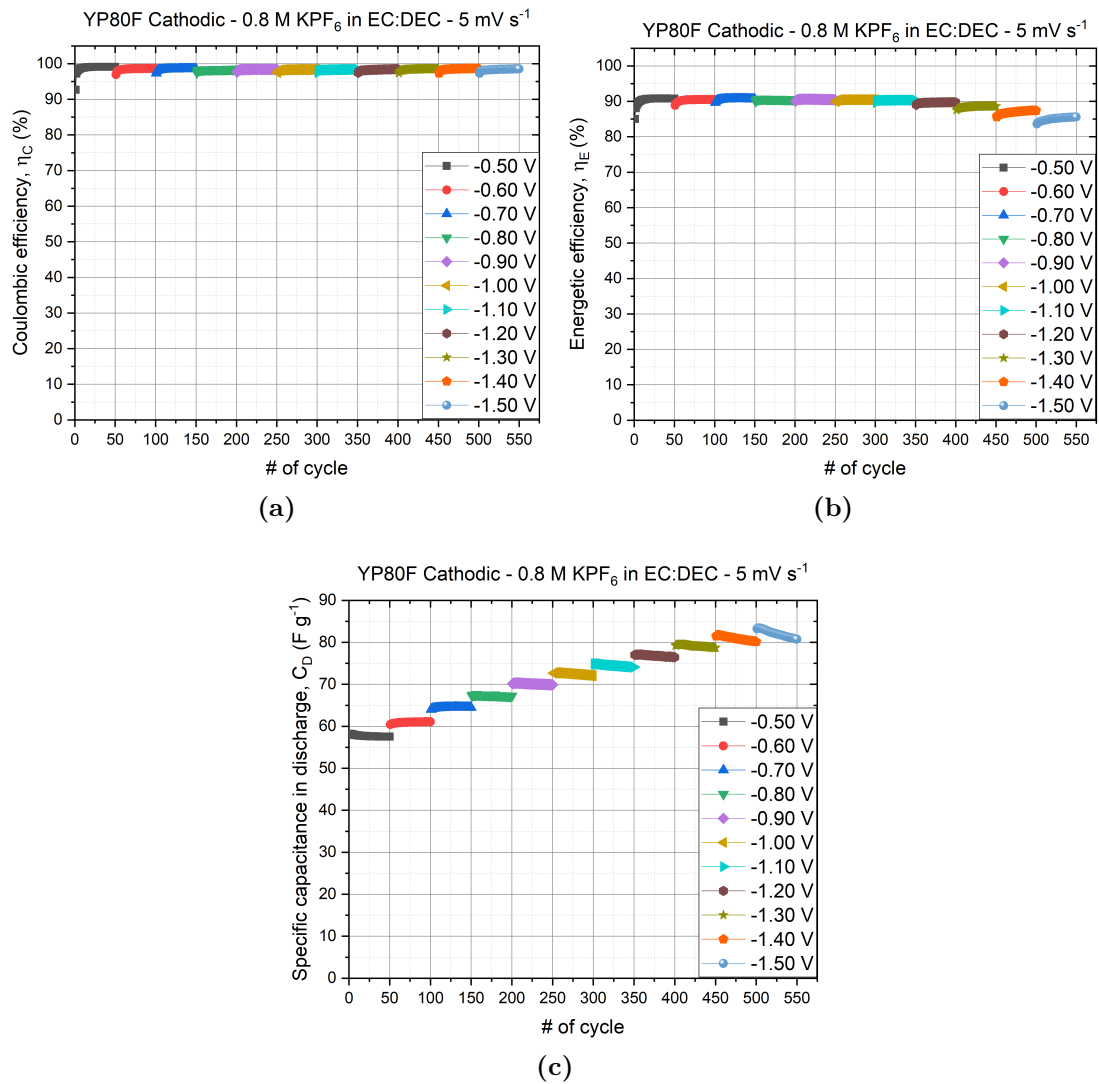 YP80F Cathodic - 0.8 M KPF₆ in EC:DEC - 5 mV s⁻¹
100
90
80
70
60
50
40
30
20
10
0
Coulombic efficiency, η_C (%)
-0.50 V
-0.60 V
-0.70 V
-0.80 V
-0.90 V
-1.00 V
-1.10 V
-1.20 V
-1.30 V
-1.40 V
-1.50 V
0 50 100 150 200 250 300 350 400 450 500 550
# of cycle
(a)
YP80F Cathodic - 0.8 M KPF₆ in EC:DEC - 5 mV s⁻¹
100
90
80
70
60
50
40
30
20
10
0
Energetic efficiency, η_E (%)
-0.50 V
-0.60 V
-0.70 V
-0.80 V
-0.90 V
-1.00 V
-1.10 V
-1.20 V
-1.30 V
-1.40 V
-1.50 V
0 50 100 150 200 250 300 350 400 450 500 550
# of cycle
(b)
YP80F Cathodic - 0.8 M KPF₆ in EC:DEC - 5 mV s⁻¹
90
80
70
60
50
40
30
20
10
0
Specific capacitance in discharge, C_D (F g⁻¹)
-0.50 V
-0.60 V
-0.70 V
-0.80 V
-0.90 V
-1.00 V
-1.10 V
-1.20 V
-1.30 V
-1.40 V
-1.50 V
0 50 100 150 200 250 300 350 400 450 500 550
# of cycle
(c)